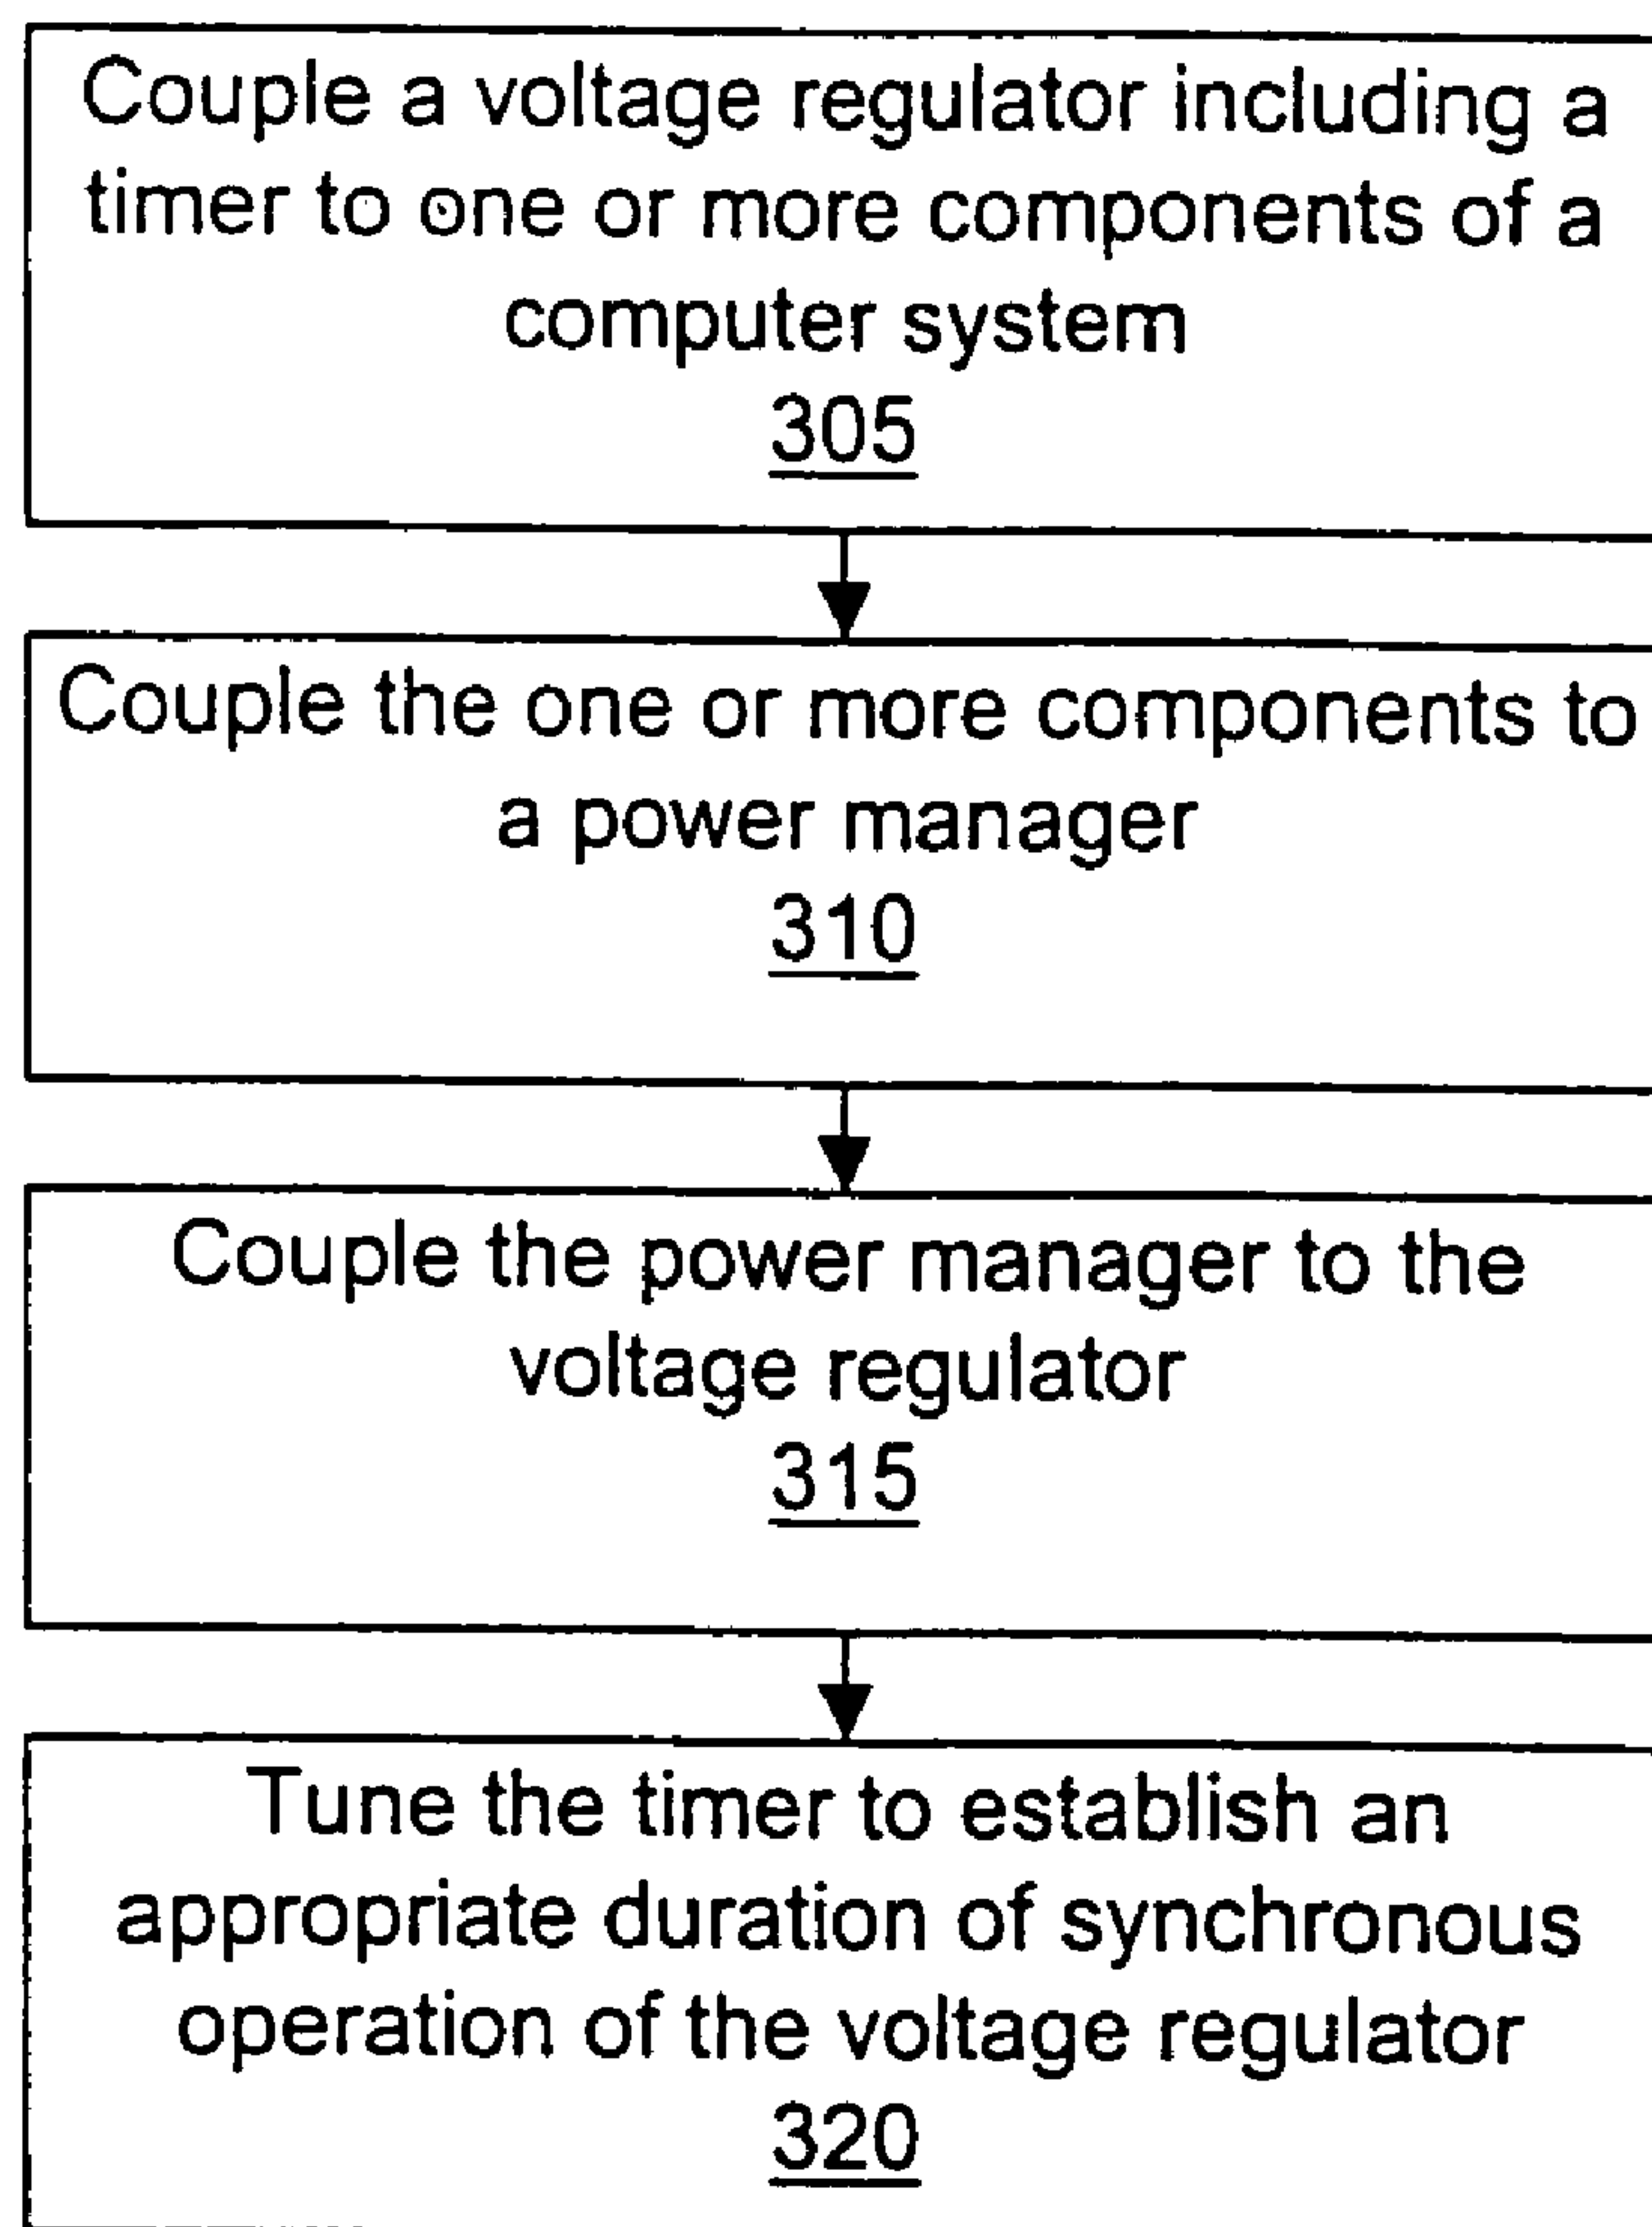 Couple a voltage regulator including a
timer to one or more components of a
computer system
305
Couple the one or more components to
a power manager
310
Couple the power manager to the
voltage regulator
315
Tune the timer to establish an
appropriate duration of synchronous
operation of the voltage regulator
320